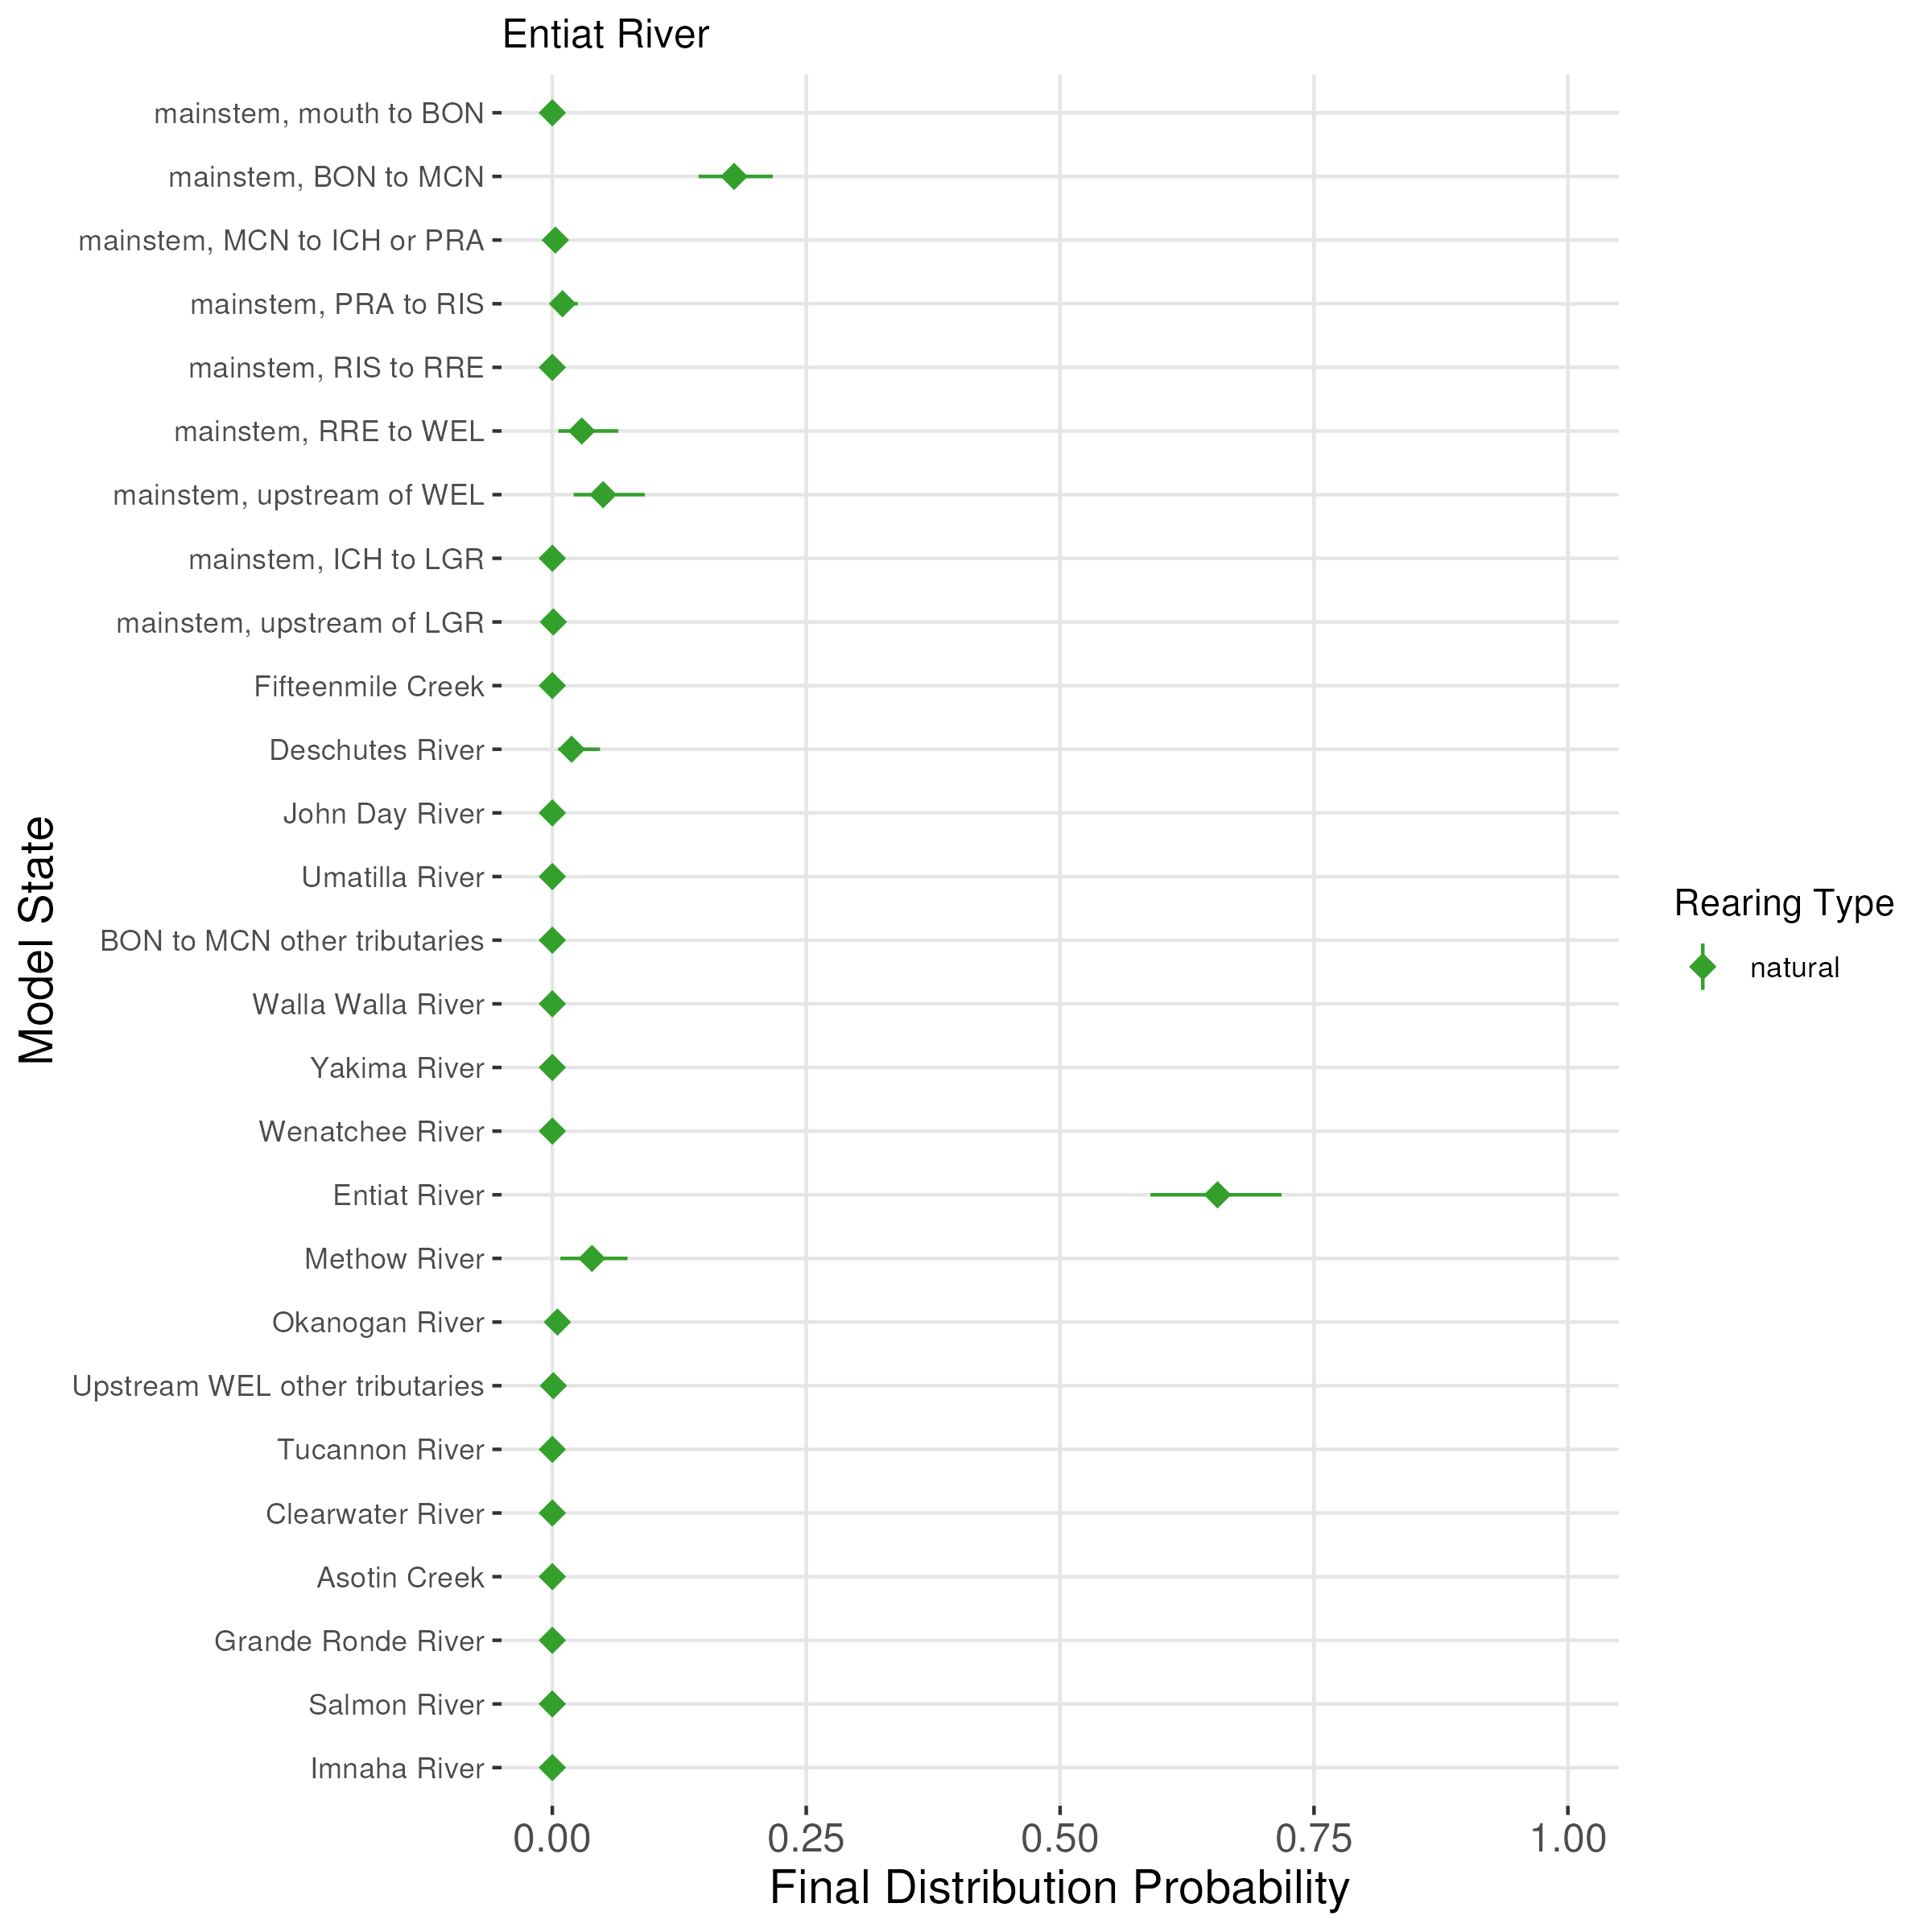 Entiat River
mainstem, mouth to BON
mainstem, BON to MCN
mainstem, MCN to ICH or PRA
mainstem, PRA to RIS
mainstem, RIS to RRE
mainstem, RRE to WEL
mainstem, upstream of WEL
mainstem, ICH to LGR
mainstem, upstream of LGR
Fifteenmile Creek
Deschutes River
John Day River
Umatilla River
BON to MCN other tributaries
Walla Walla River
Yakima River
Wenatchee River
Entiat River
Methow River
Okanogan River
Upstream WEL other tributaries
Tucannon River
Clearwater River
Asotin Creek
Grande Ronde River
Salmon River
Imnaha River
Model State
0.00 0.25 0.50 0.75 1.00
Final Distribution Probability
Rearing Type
natural